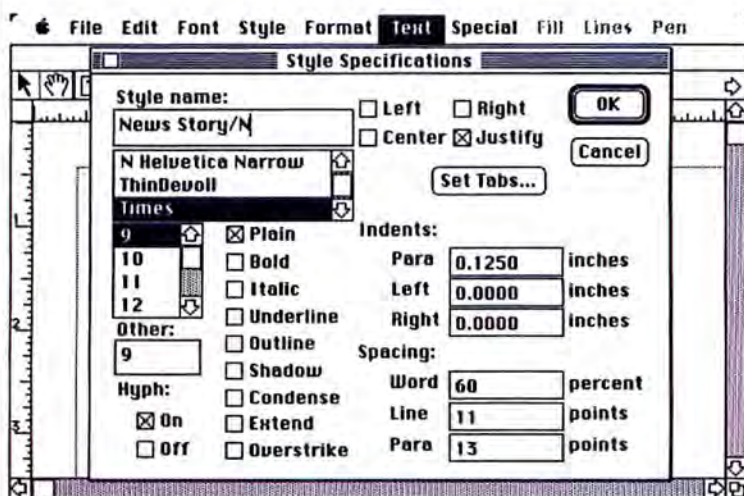 File Edit Font Style Format Text Special Fill Lines Pen
Style Specifications
Style name:
News Story/N
N Helvetica Narrow
ThinDevoll
Times
9
10
11
12
Other:
9
Hyph:
On
Off
Plain
Bold
Italic
Underline
Outline
Shadow
Condense
Extend
Overstrike
Left Right
Center Justify
OK
Cancel
Set Tabs...
Indents:
Para 0.1250 inches
Left 0.0000 inches
Right 0.0000 inches
Spacing:
Word 60 percent
Line 11 points
Para 13 points
2
3